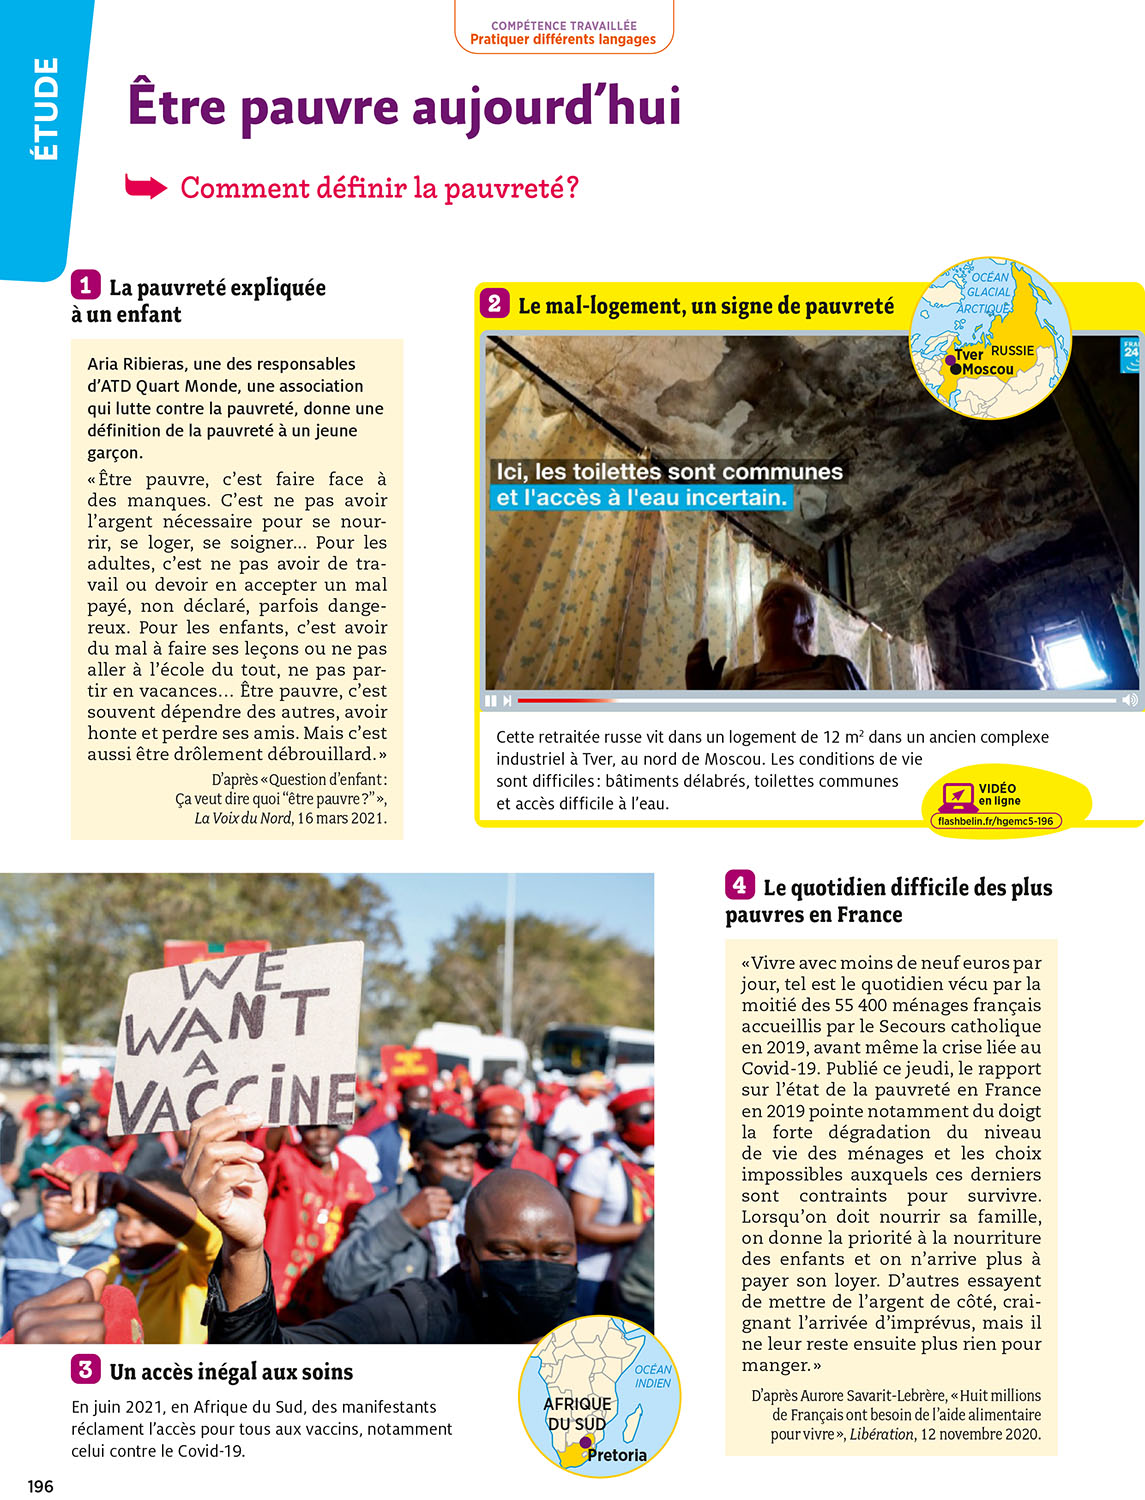 COMPÉTENCE TRAVAILLÉE
Pratiquer différents langages
ÉTUDE
Être pauvre aujourd'hui
Comment définir la pauvreté ?
1 La pauvreté expliquée
à un enfant
Aria Ribieras, une des responsables
d'ATD Quart Monde, une association
qui lutte contre la pauvreté, donne une
définition de la pauvreté à un jeune
garçon.
« Être pauvre, c'est faire face à
des manques. C'est ne pas avoir
l'argent nécessaire pour se nour-
rir, se loger, se soigner... Pour les
adultes, c'est ne pas avoir de tra-
vail ou devoir en accepter un mal
payé, non déclaré, parfois dange-
reux. Pour les enfants, c'est avoir
du mal à faire ses leçons ou ne pas
aller à l'école du tout, ne pas par-
tir en vacances... Être pauvre, c'est
souvent dépendre des autres, avoir
honte et perdre ses amis. Mais c'est
aussi être drôlement débrouillard. »
D'après « Question d'enfant :
Ça veut dire quoi "être pauvre ?" »,
La Voix du Nord, 16 mars 2021.
2 Le mal-logement, un signe de pauvreté
OCÉAN
GLACIAL
ARCTIQUE
Tver
RUSSIE
Moscou
FRA
24
Ici, les toilettes sont communes
et l'accès à l'eau incertain.
Cette retraitée russe vit dans un logement de 12 m² dans un ancien complexe
industriel à Tver, au nord de Moscou. Les conditions de vie
sont difficiles : bâtiments délabrés, toilettes communes
et accès difficile à l'eau.
VIDÉO
en ligne
flashbelin.fr/hgemc5-196
WE
WANT
A
VACCINE
3 Un accès inégal aux soins
En juin 2021, en Afrique du Sud, des manifestants
réclament l'accès pour tous aux vaccins, notamment
celui contre le Covid-19.
OCÉAN
INDIEN
AFRIQUE
DU SUD
Pretoria
4 Le quotidien difficile des plus
pauvres en France
« Vivre avec moins de neuf euros par
jour, tel est le quotidien vécu par la
moitié des 55 400 ménages français
accueillis par le Secours catholique
en 2019, avant même la crise liée au
Covid-19. Publié ce jeudi, le rapport
sur l'état de la pauvreté en France
en 2019 pointe notamment du doigt
la forte dégradation du niveau
de vie des ménages et les choix
impossibles auxquels ces derniers
sont contraints pour survivre.
Lorsqu'on doit nourrir sa famille,
on donne la priorité à la nourriture
des enfants et on n'arrive plus à
payer son loyer. D'autres essayent
de mettre de l'argent de côté, crai-
gnant l'arrivée d'imprévus, mais il
ne leur reste ensuite plus rien pour
manger. »
D'après Aurore Savarit-Lebrère, « Huit millions
de Français ont besoin de l'aide alimentaire
pour vivre », Libération, 12 novembre 2020.
196